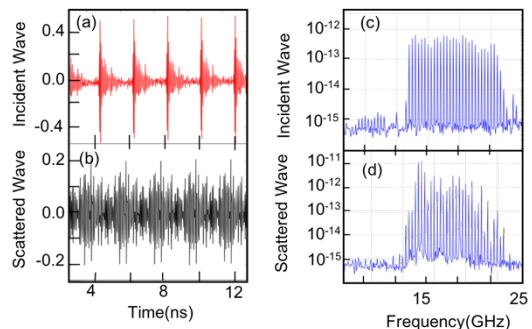 (a)
0.4
0.0
-0.4
Incident Wave
(b)
0.2
0.0
-0.2
Scattered Wave
4 6 8 10 12
Time(ns)
(c)
10-12
10-13
10-14
10-15
Incident Wave
(d)
10-11
10-12
10-13
10-14
10-15
Scattered Wave
15 25
Frequency(GHz)